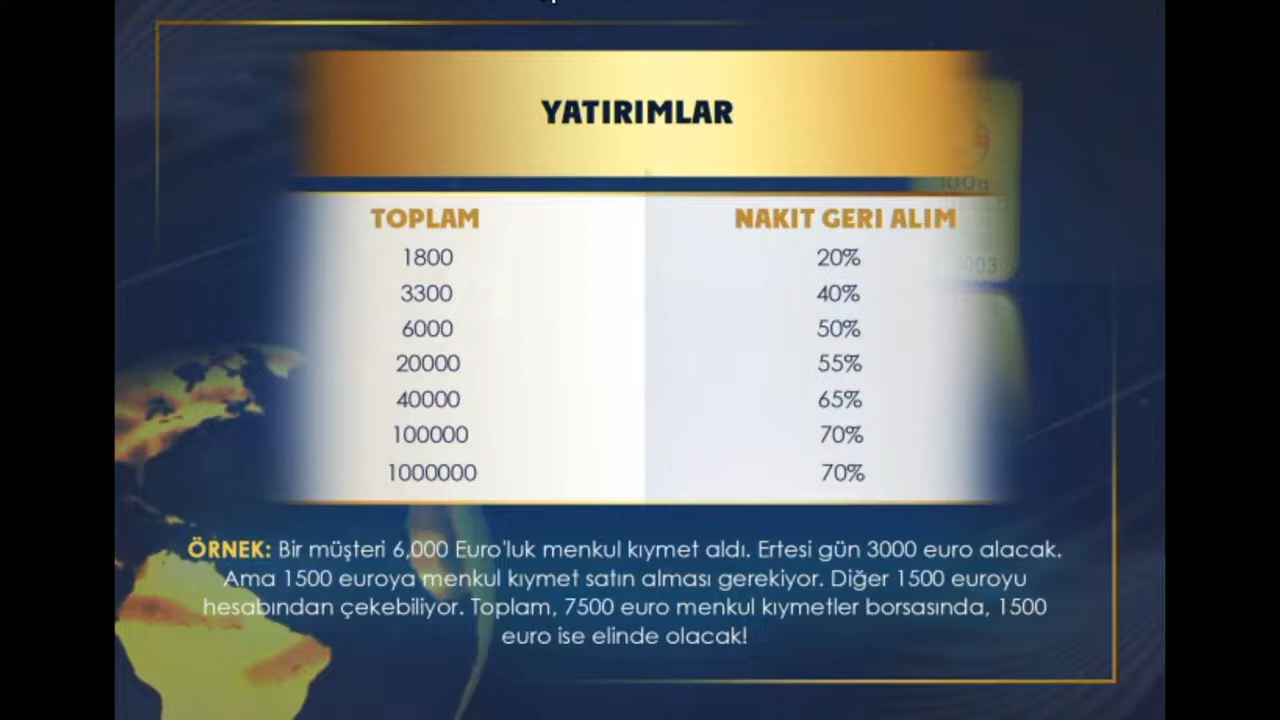 YATIRIMLAR
TOPLAM NAKIT GERI ALIM
1800 20%
3300 40%
6000 50%
20000 55%
40000 65%
100000 70%
1000000 70%
ÖRNEK: Bir müşteri 6,000 Euro'luk menkul kıymet aldı. Ertesi gün 3000 euro alacak.
Ama 1500 euroya menkul kıymet satın alması gerekiyor. Diğer 1500 euroyu
hesabından çekebiliyor. Toplam, 7500 euro menkul kıymetler borsasında, 1500
euro ise elinde olacak!
100g
003